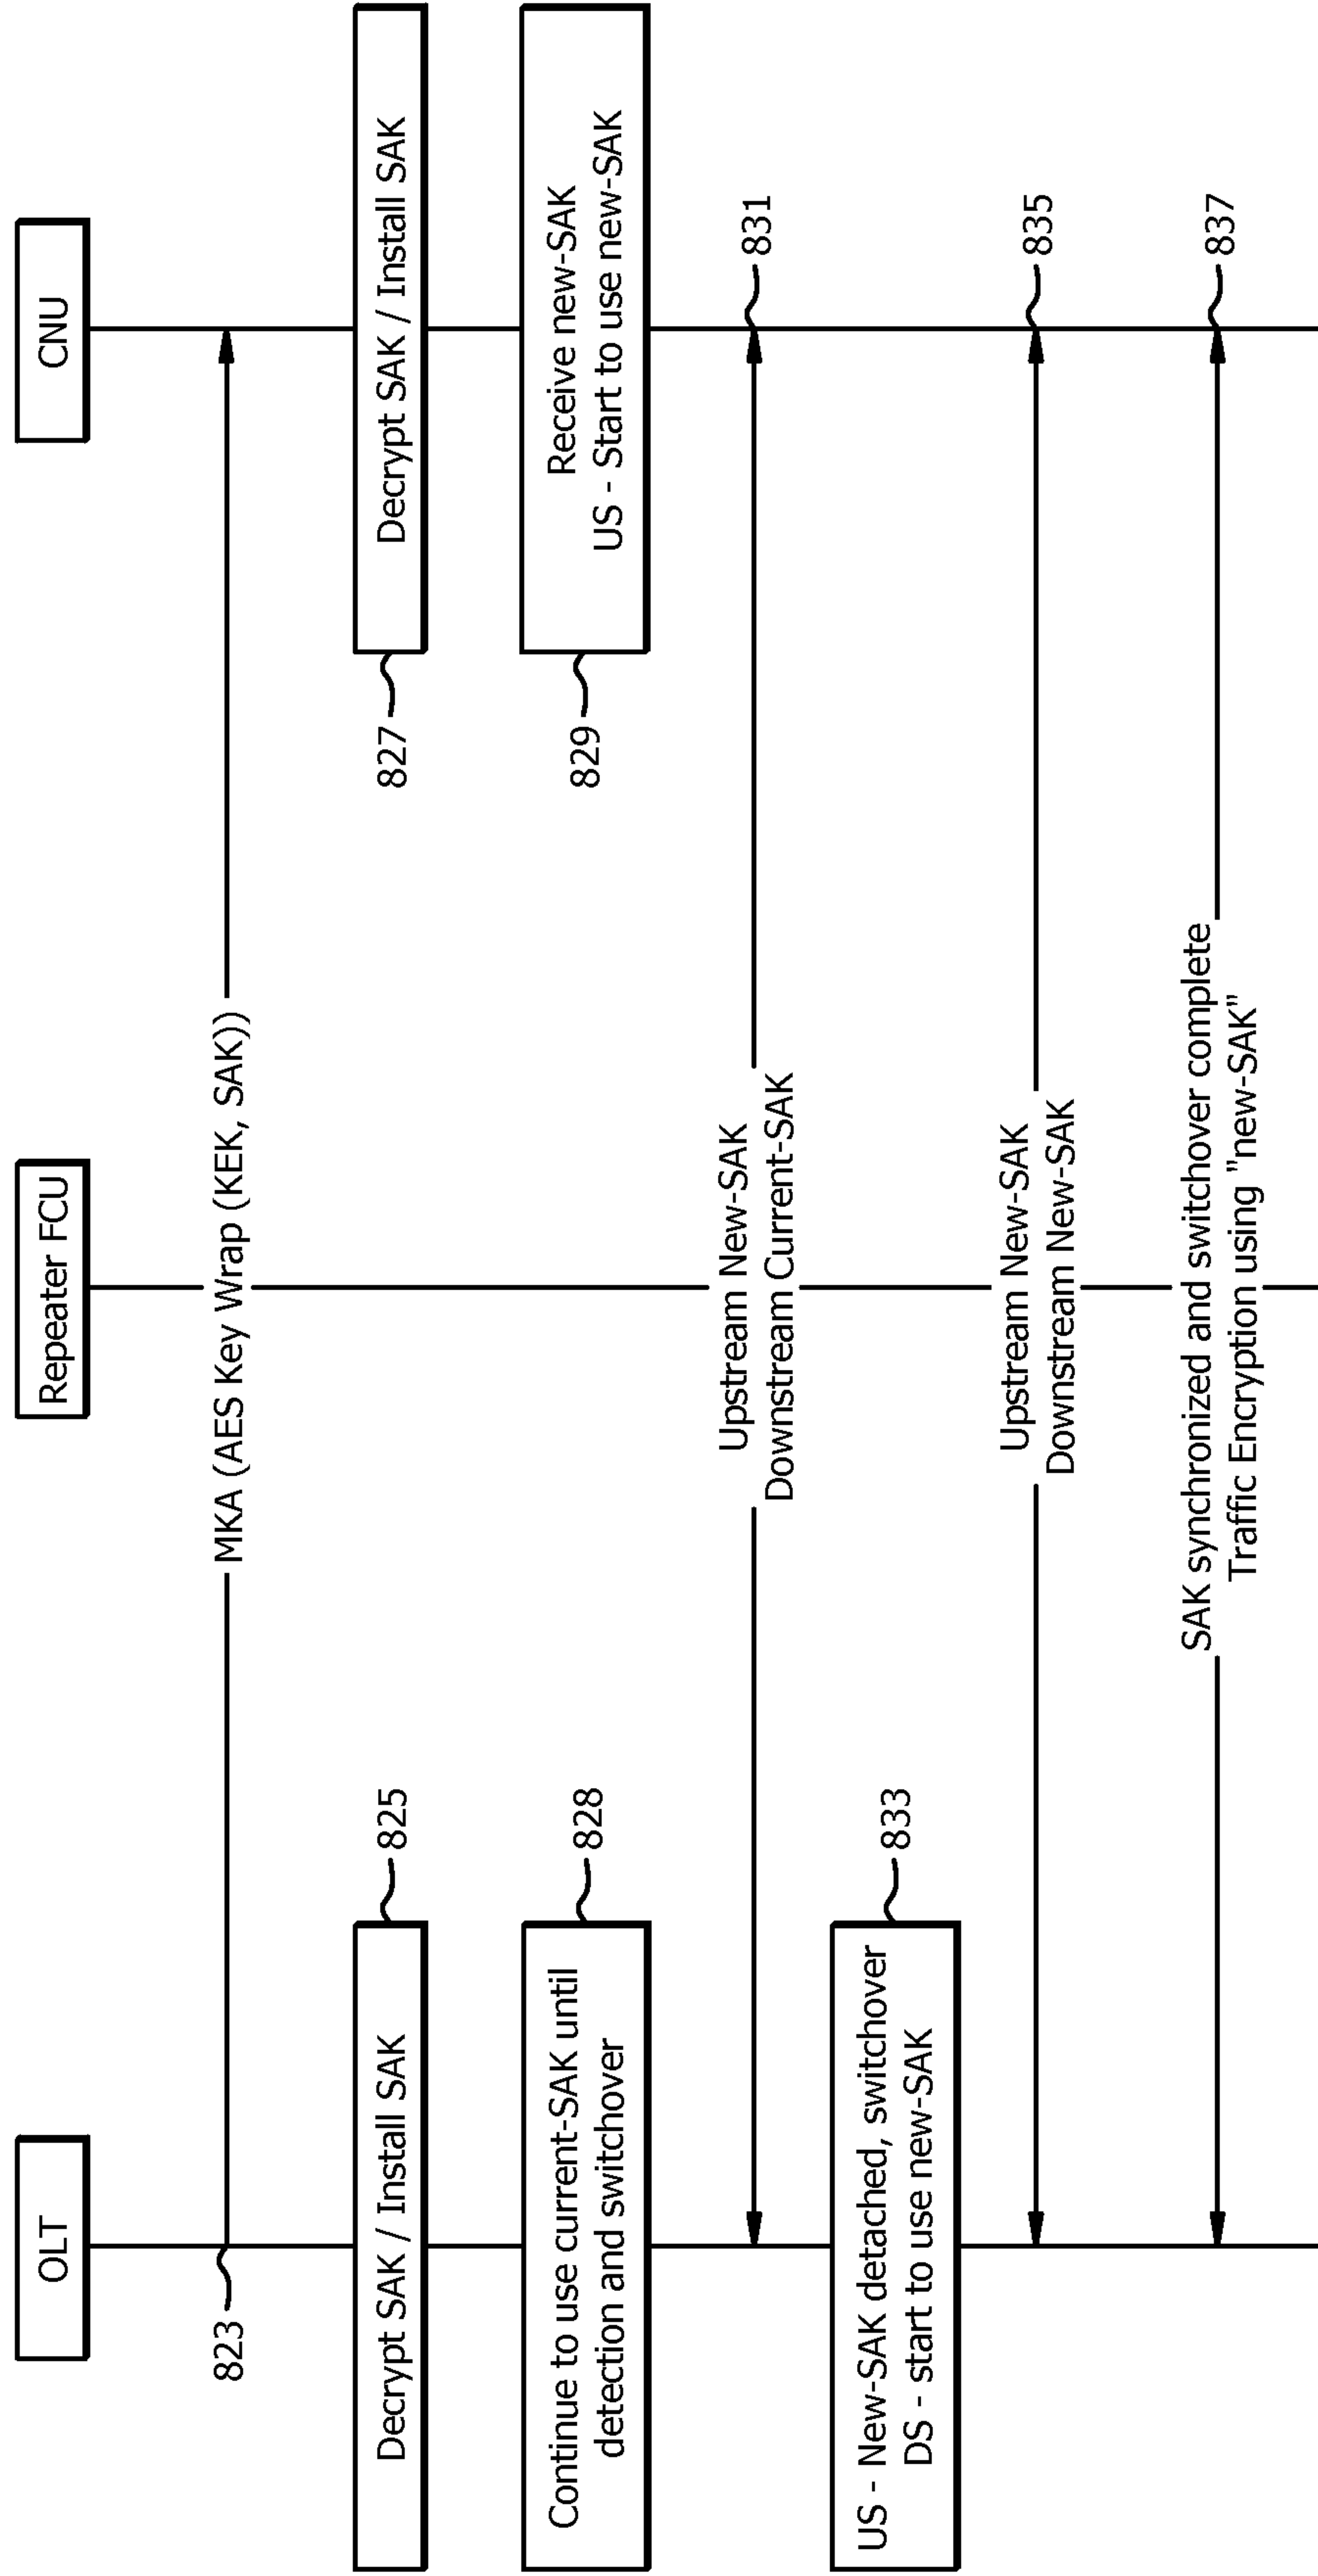 OLT
Repeater FCU
CNU
823
MKA (AES Key Wrap (KEK, SAK))
Decrypt SAK / Install SAK
825
827
Decrypt SAK / Install SAK
Continue to use current-SAK until
detection and switchover
828
829
Receive new-SAK
US - Start to use new-SAK
Upstream New-SAK
Downstream Current-SAK
831
US - New-SAK detached, switchover
DS - start to use new-SAK
833
Upstream New-SAK
Downstream New-SAK
835
SAK synchronized and switchover complete
Traffic Encryption using "new-SAK"
837